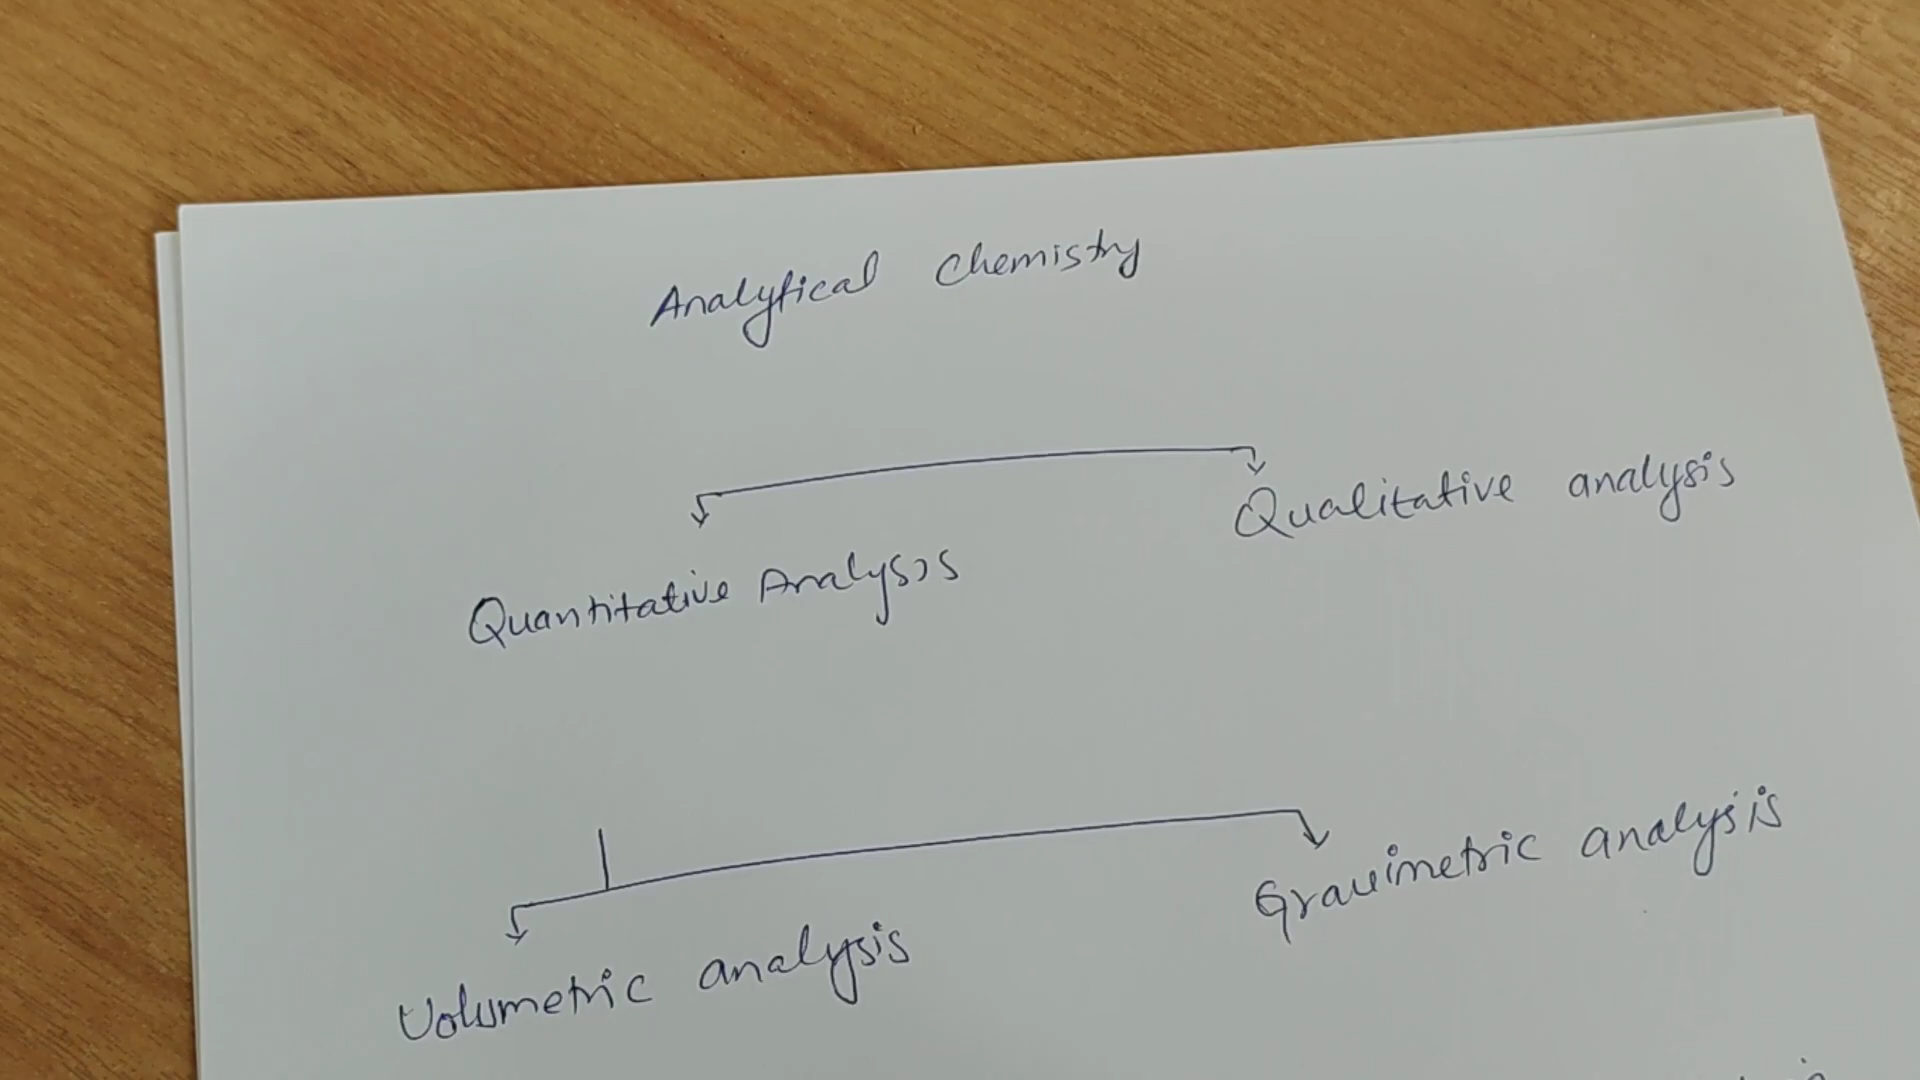 Analytical Chemistry
Qualitative analysis
Quantitative Analysis
Gravimetric analysis
Volumetric analysis